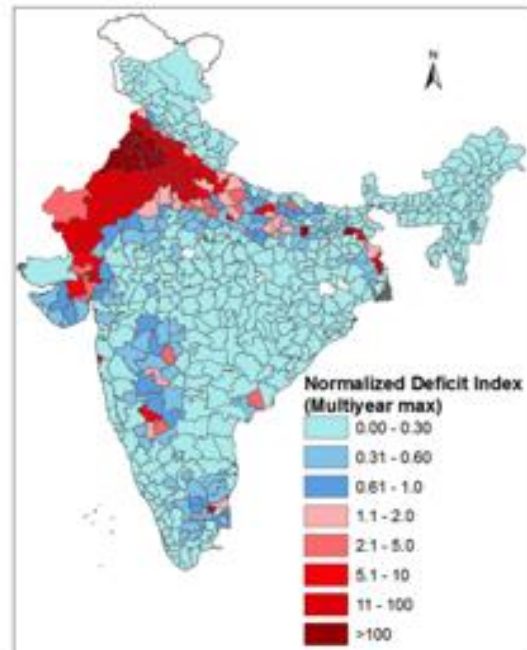 N
Normalized Deficit Index
(Multiyear max)
0.00 - 0.30
0.31 - 0.60
0.61 - 1.0
1.1 - 2.0
2.1 - 5.0
5.1 - 10
11 - 100
>100